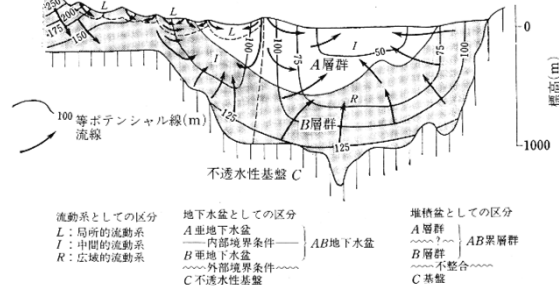 250
200
175
150
L
L
I
100
125
100
75
I
50
75
100
A層群
R
B層群
125
0
1000
標高(m)
不透水性基盤 C
100 等ポテンシャル線(m)
流線
流動系としての区分
L:局所的流動系
I:中間的流動系
R:広域的流動系
地下水盆としての区分
A亜地下水盆
内部境界条件
B亜地下水盆
AB地下水盆
外部境界条件
C不透水性基盤
堆積盆としての区分
A層群
?
B層群
AB累層群
不整合
C基盤